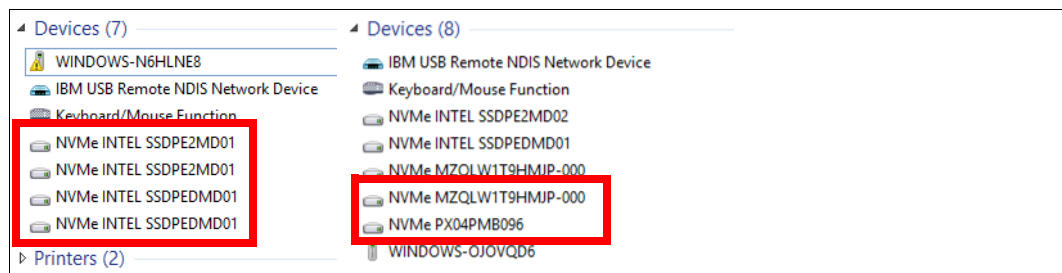 Devices (7)
WINDOWS-N6HLNE8
IBM USB Remote NDIS Network Device
Keyboard/Mouse Function
NVMe INTEL SSDPE2MD01
NVMe INTEL SSDPE2MD01
NVMe INTEL SSDPEDMD01
NVMe INTEL SSDPEDMD01
Printers (2)
Devices (8)
IBM USB Remote NDIS Network Device
Keyboard/Mouse Function
NVMe INTEL SSDPE2MD02
NVMe INTEL SSDPEDMD01
NVMe MZQLW1T9HMJP-000
NVMe MZQLW1T9HMJP-000
NVMe PX04PMB096
WINDOWS-OJOVQD6